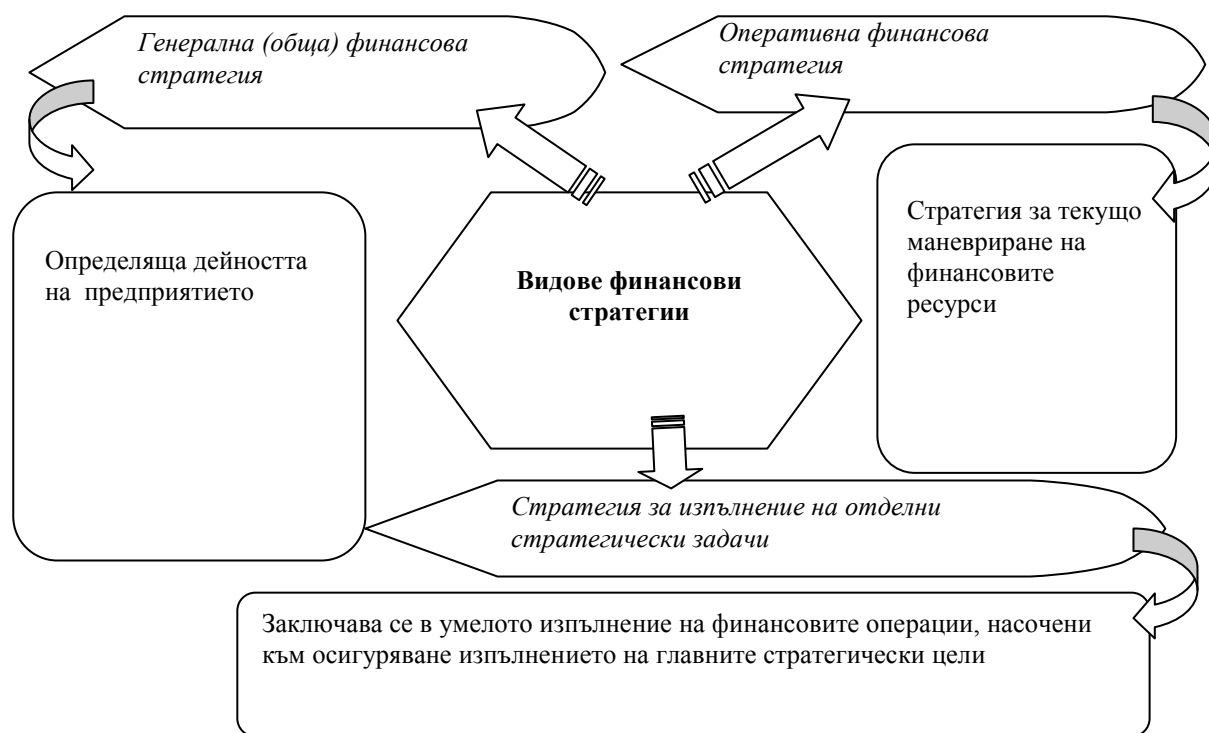 Генерална (обща) финансова
стратегия
Оперативна финансова
стратегия
Определяща дейността
на предприятието
Видове финансови
стратегии
Стратегия за текущо
маневриране на
финансовите
ресурси
Стратегия за изпълнение на отделни
стратегически задачи
Заключава се в умелото изпълнение на финансовите операции, насочени
към осигуряване изпълнението на главните стратегически цели